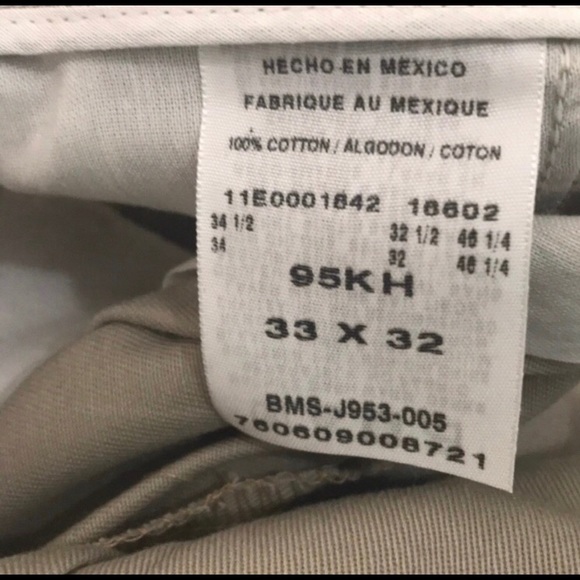 HECHO EN MEXICO
FABRIQUE AU MEXIQUE
100% COTTON / ALGODON / COTON
11E0001842 16602
34 1/2 32 1/2 46 1/4
34 32 46 1/4
95KH
33 X 32
BMS-J953-005
760609008721